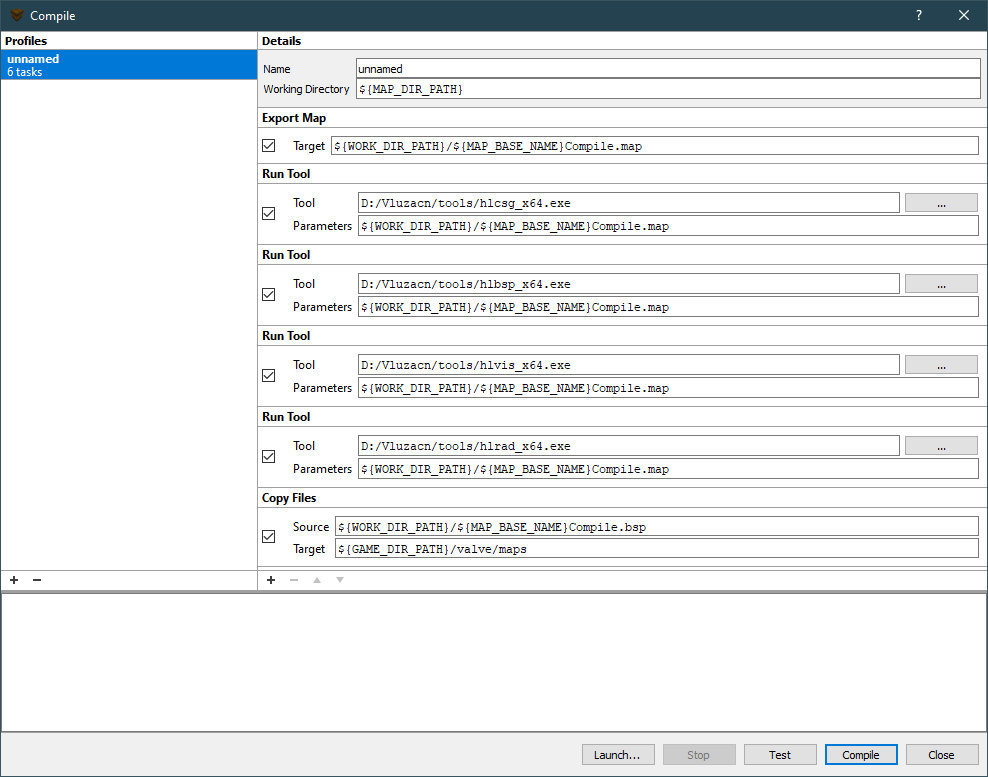 Compile
?
Profiles
Details
unnamed
6 tasks
Name unnamed
Working Directory ${MAP_DIR_PATH}
Export Map
Target ${WORK_DIR_PATH}/${MAP_BASE_NAME}Compile.map
Run Tool
Tool D:/Vluzacn/tools/hlcsg_x64.exe ...
Parameters ${WORK_DIR_PATH}/${MAP_BASE_NAME}Compile.map
Run Tool
Tool D:/Vluzacn/tools/hlbsp_x64.exe ...
Parameters ${WORK_DIR_PATH}/${MAP_BASE_NAME}Compile.map
Run Tool
Tool D:/Vluzacn/tools/hlvis_x64.exe ...
Parameters ${WORK_DIR_PATH}/${MAP_BASE_NAME}Compile.map
Run Tool
Tool D:/Vluzacn/tools/hlrad_x64.exe ...
Parameters ${WORK_DIR_PATH}/${MAP_BASE_NAME}Compile.map
Copy Files
Source ${WORK_DIR_PATH}/${MAP_BASE_NAME}Compile.bsp
Target ${GAME_DIR_PATH}/valve/maps
Launch... Stop Test Compile Close